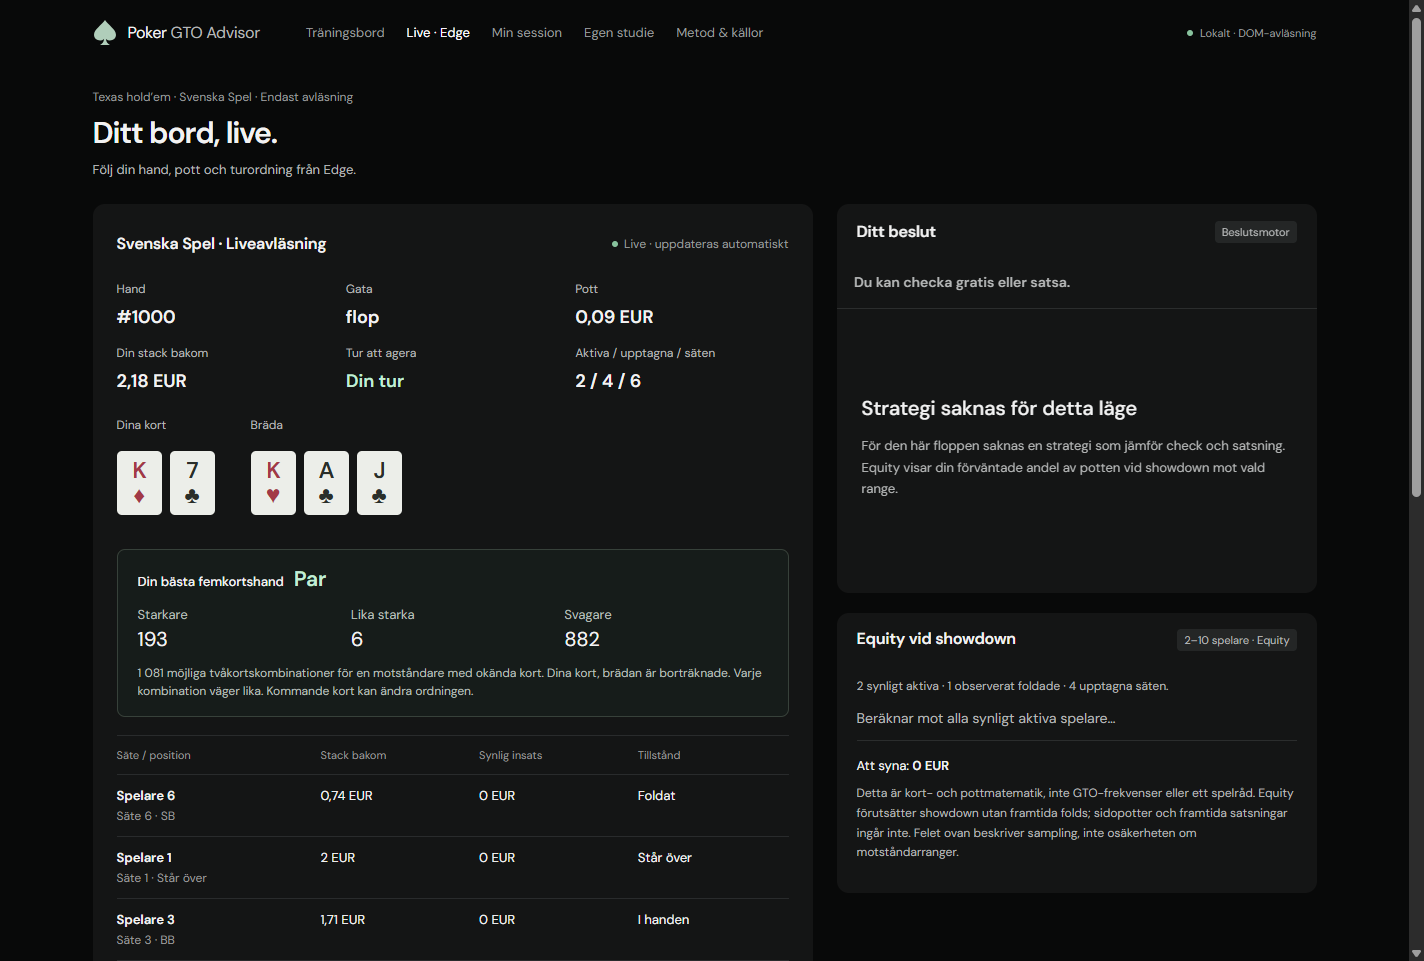 Poker GTO Advisor
Träningsbord
Live · Edge
Min session
Egen studie
Metod & källor
Lokalt · DOM-avläsning
Texas hold'em · Svenska Spel · Endast avläsning
Ditt bord, live.
Följ din hand, pott och turordning från Edge.
Svenska Spel · Liveavläsning
Live · uppdateras automatiskt
Hand
Gata
Pott
#1000
flop
0,09 EUR
Din stack bakom
Tur att agera
Aktiva / upptagna / säten
2,18 EUR
Din tur
2 / 4 / 6
Dina kort
Bräda
K♦ 7♣
K♥ A♣ J♣
Din bästa femkortshand Par
Starkare
Lika starka
Svagare
193
6
882
1 081 möjliga tvåkortskombinationer för en motståndare med okända kort. Dina kort, brädan är borträknade. Varje
kombination väger lika. Kommande kort kan ändra ordningen.
Säte / position
Stack bakom
Synlig insats
Tillstånd
Spelare 6
0,74 EUR
0 EUR
Foldat
Säte 6 · SB
Spelare 1
2 EUR
0 EUR
Står över
Säte 1 · Står över
Spelare 3
1,71 EUR
0 EUR
I handen
Säte 3 · BB
Ditt beslut
Beslutsmotor
Du kan checka gratis eller satsa.
Strategi saknas för detta läge
För den här floppen saknas en strategi som jämför check och satsning.
Equity visar din förväntade andel av potten vid showdown mot vald
range.
Equity vid showdown
2–10 spelare · Equity
2 synligt aktiva · 1 observerat foldade · 4 upptagna säten.
Beräknar mot alla synligt aktiva spelare…
Att syna: 0 EUR
Detta är kort- och pottmatematik, inte GTO-frekvenser eller ett spelråd. Equity
förutsätter showdown utan framtida folds; sidopotter och framtida satsningar
ingår inte. Felet ovan beskriver sampling, inte osäkerheten om
motståndarranger.